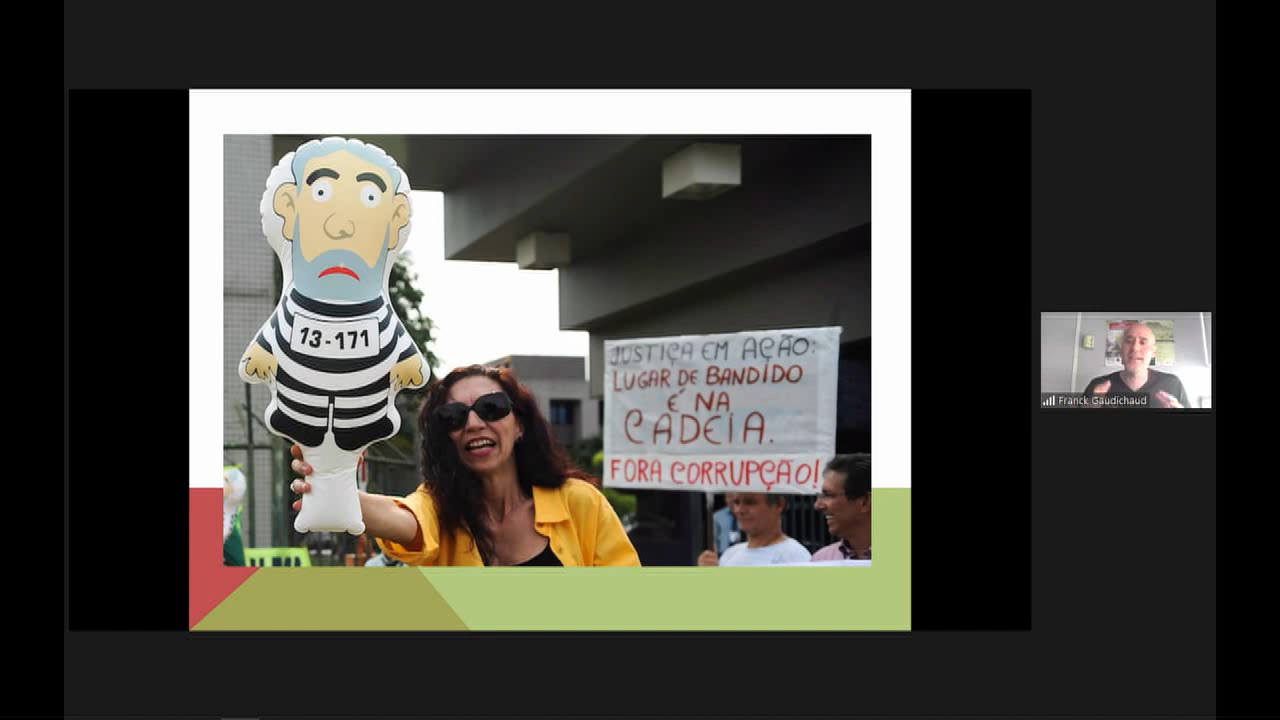 13-171
JUSTIÇA EM AÇÃO:
LUGAR DE BANDIDO
É NA
CADEIA.
FORA CORRUPÇÃO!
Franck Gaudichaud